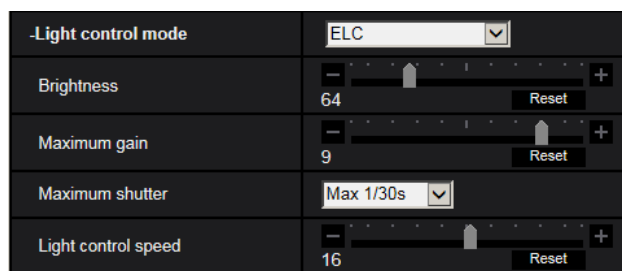 -Light control mode ELC
Brightness
64 Reset
Maximum gain
9 Reset
Maximum shutter Max 1/30s
Light control speed
16 Reset